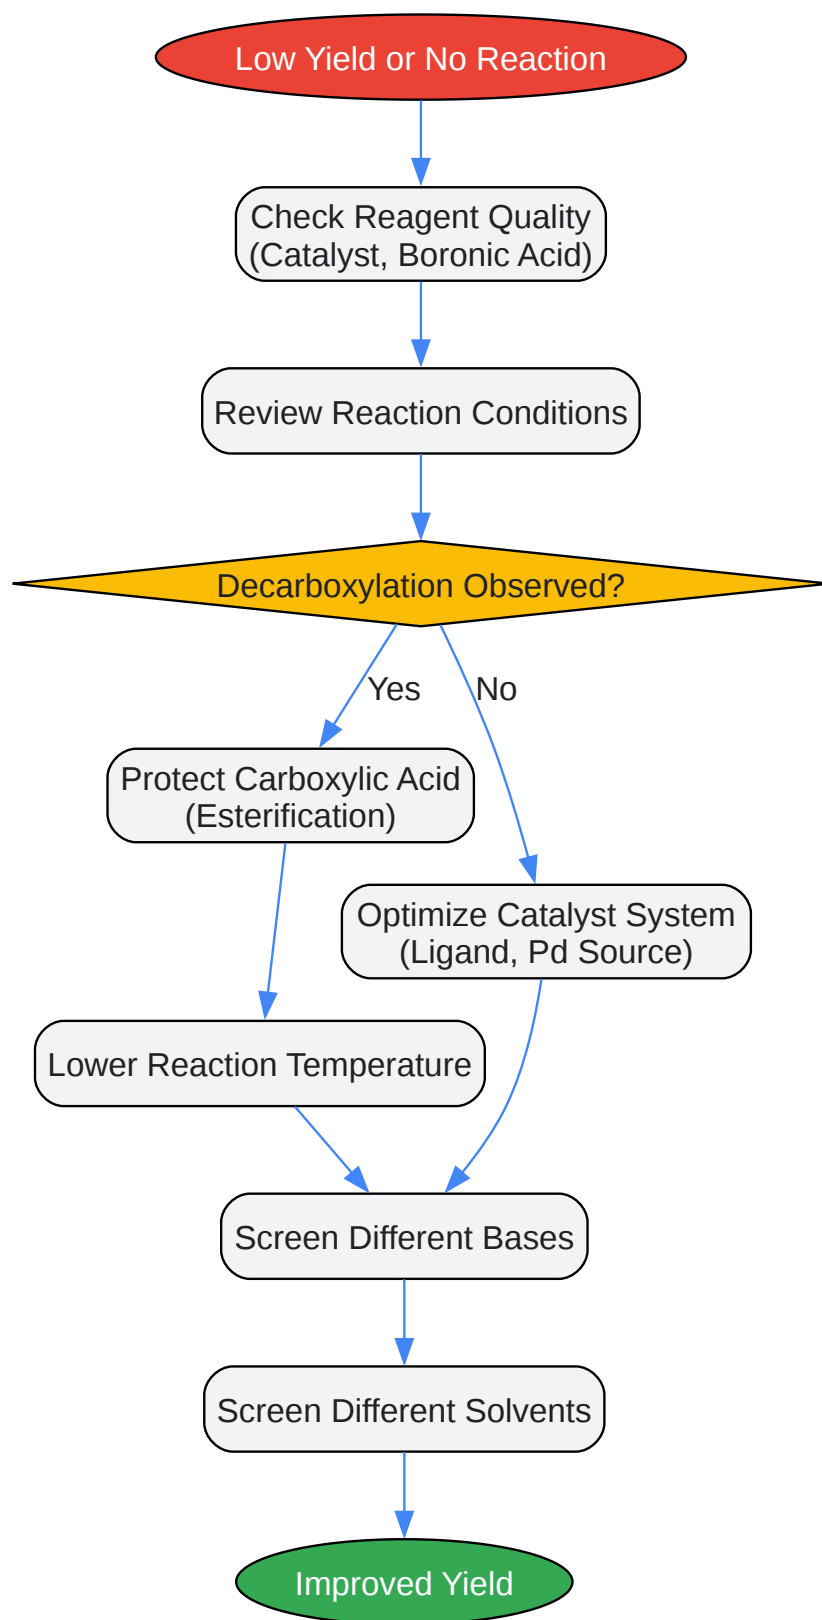 Low Yield or No Reaction
Check Reagent Quality
(Catalyst, Boronic Acid)
Review Reaction Conditions
Decarboxylation Observed?
Yes
No
Protect Carboxylic Acid
(Esterification)
Optimize Catalyst System
(Ligand, Pd Source)
Lower Reaction Temperature
Screen Different Bases
Screen Different Solvents
Improved Yield